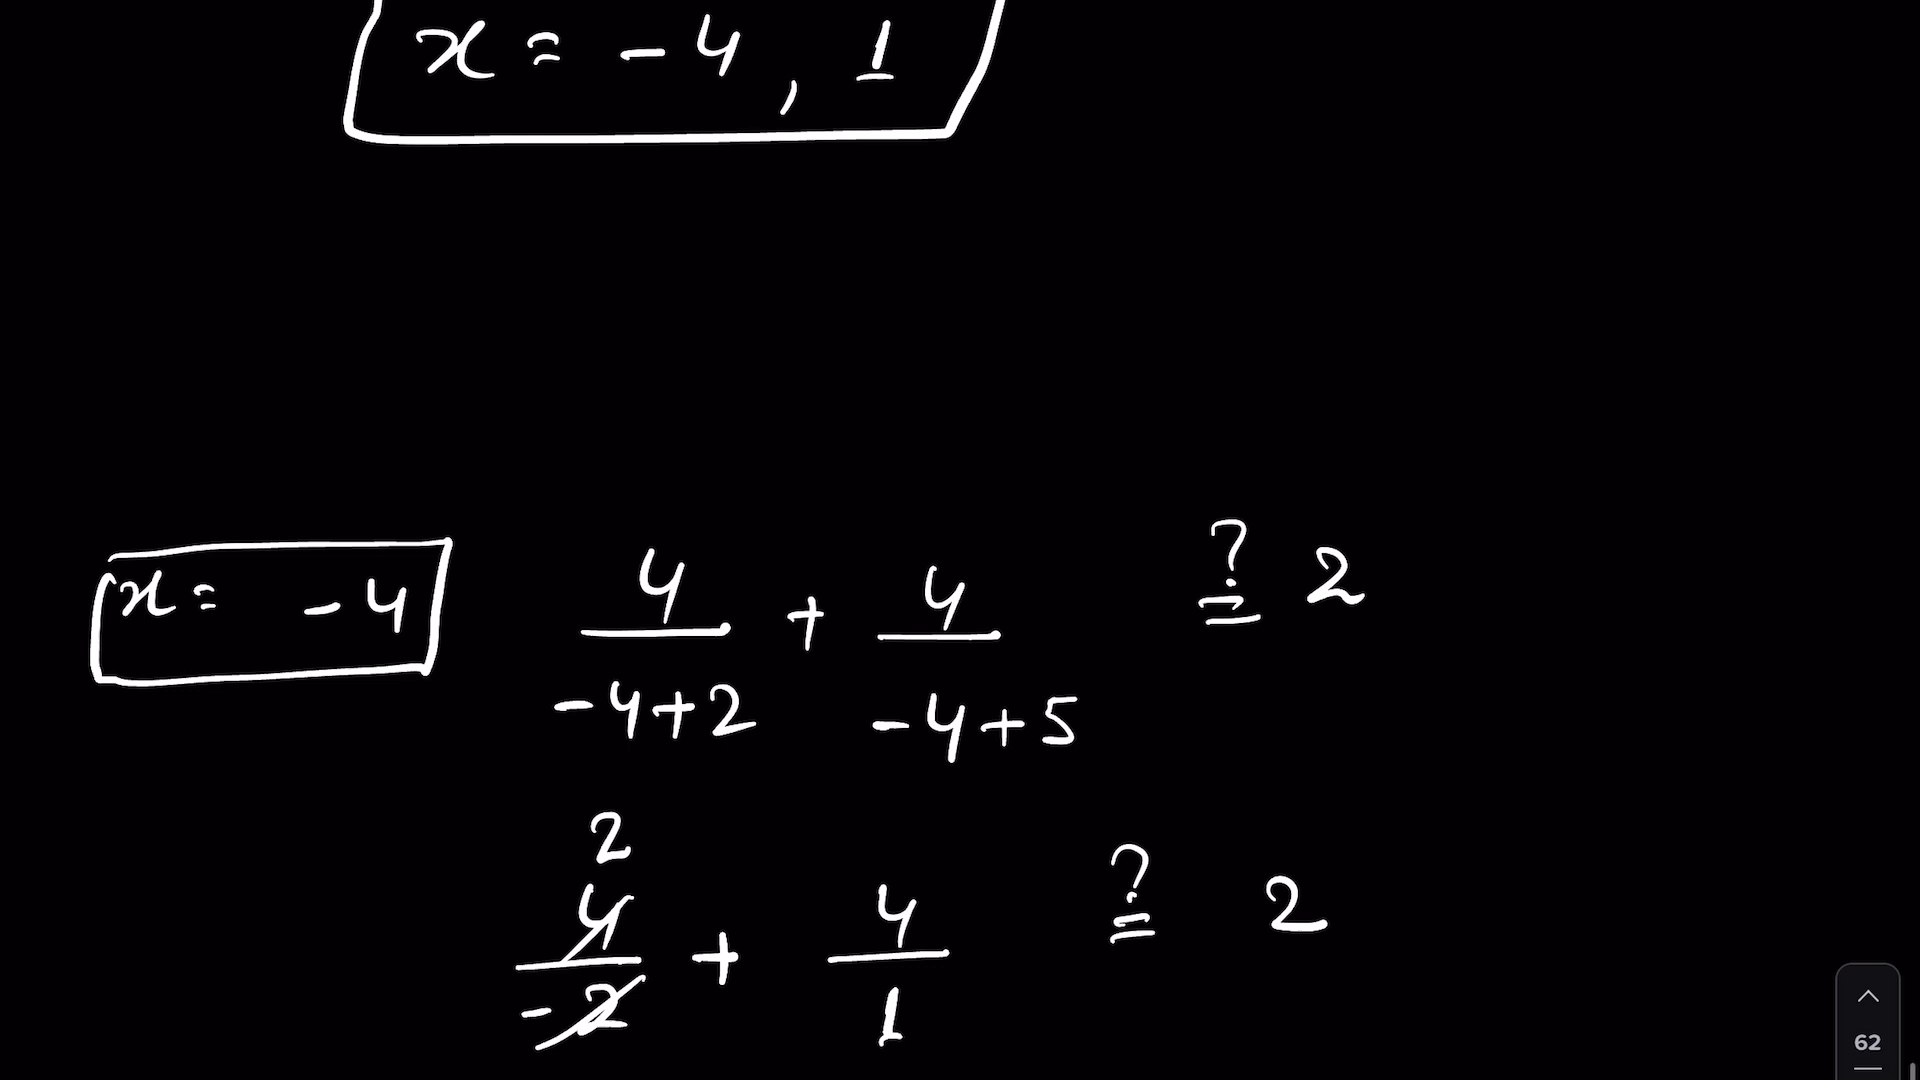 x = -4, 1
x = -4
4/(-4+2) + 4/(-4+5) ?= 2
2
4/-2 + 4/1 ?= 2
62